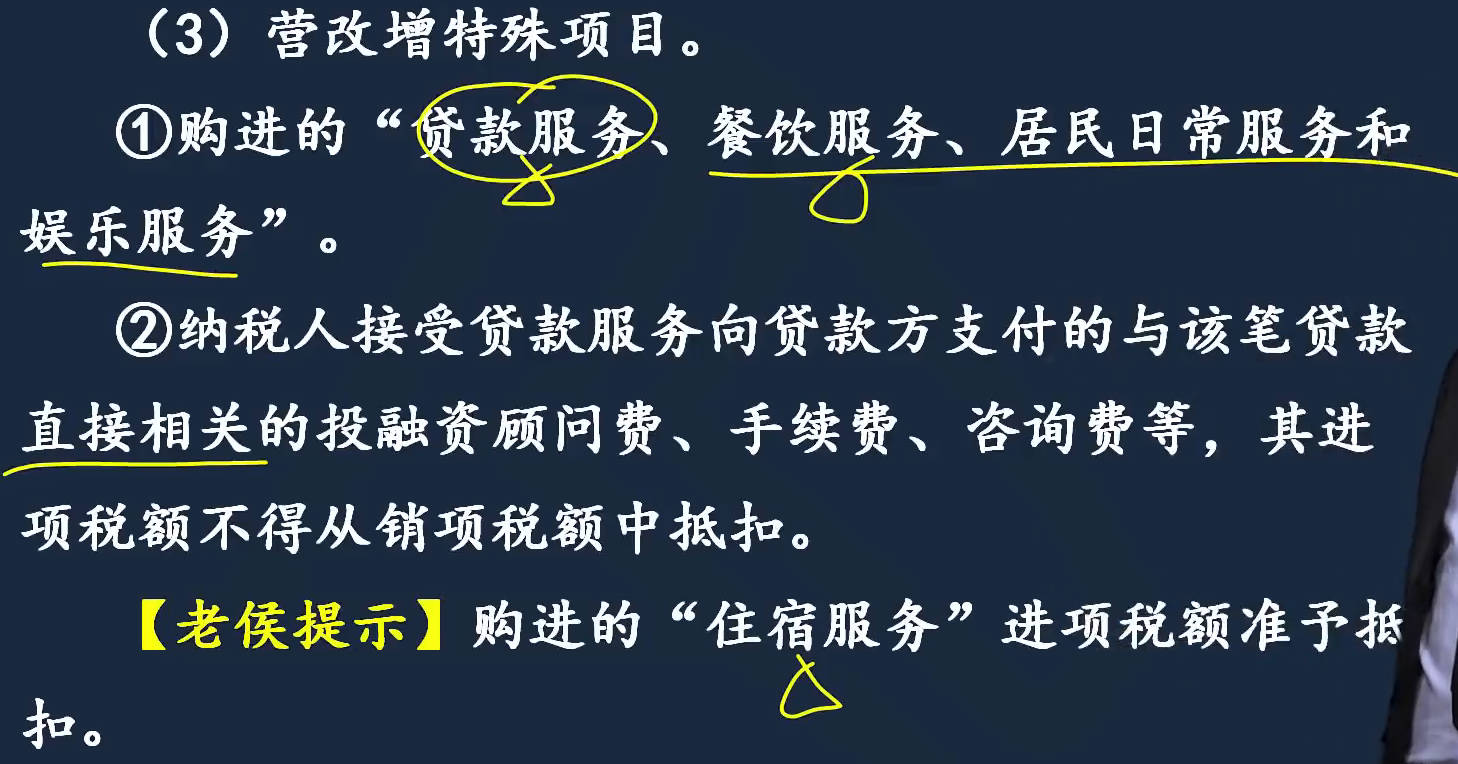 （3）营改增特殊项目。
①购进的“贷款服务、餐饮服务、居民日常服务和
娱乐服务”。
②纳税人接受贷款服务向贷款方支付的与该笔贷款
直接相关的投融资顾问费、手续费、咨询费等，其进
项税额不得从销项税额中抵扣。
【老侯提示】购进的“住宿服务”进项税额准予抵
扣。